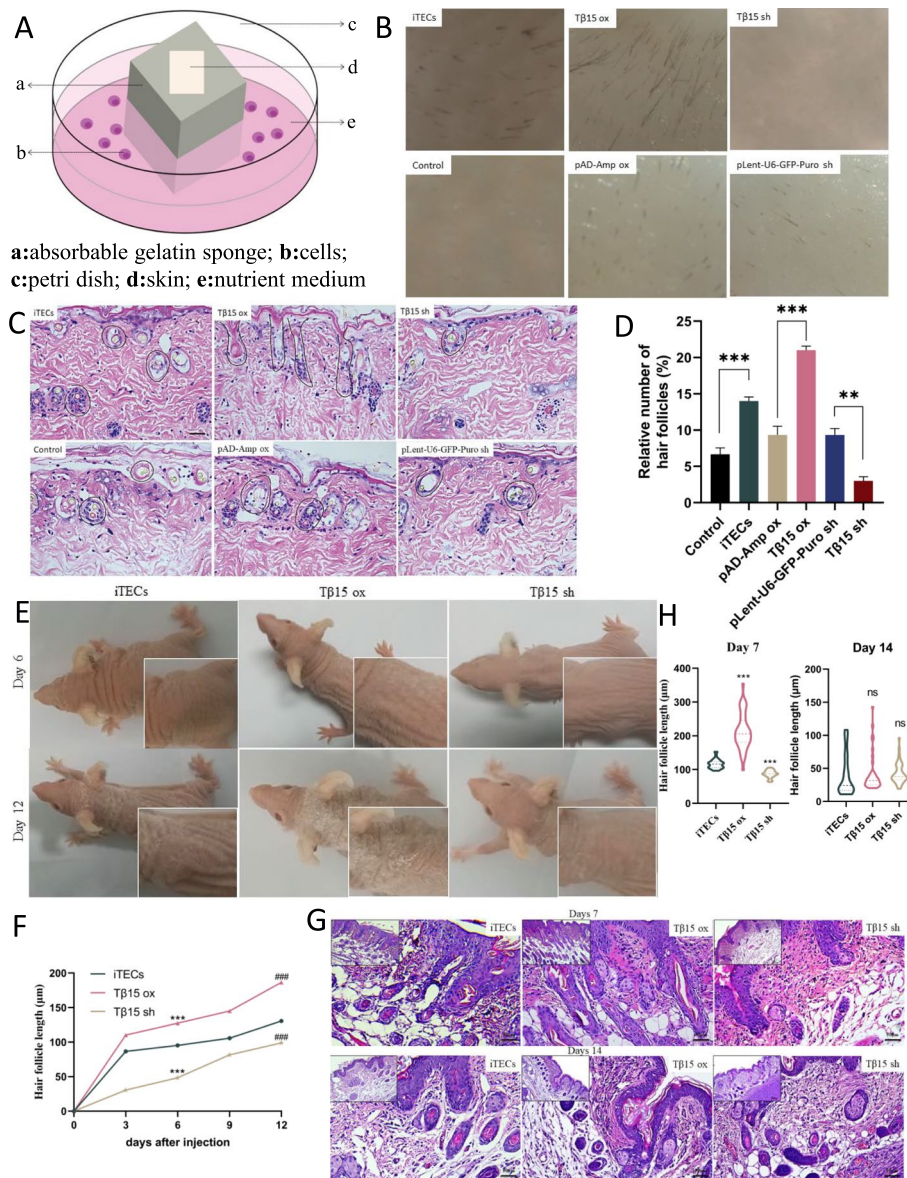 A
c
d
a
e
b
a:absorbable gelatin sponge; b:cells;
c:petri dish; d:skin; e:nutrient medium
B
iTECs
Tβ15 ox
Tβ15 sh
Control
pAD-Amp ox
pLent-U6-GFP-Puro sh
C
iTECs
Tβ15 ox
Tβ15 sh
Control
pAD-Amp ox
pLent-U6-GFP-Puro sh
D
Relative number of
hair follicles (%)
25
20
15
10
5
0
***
***
**
Control
iTECs
pAD-Amp ox
Tβ15 ox
pLent-U6-GFP-Puro sh
Tβ15 sh
E
iTECs
Tβ15 ox
Tβ15 sh
Day 6
Day 12
H
Day 7
Hair follicle length (μm)
400
300
200
100
0
***
***
iTECs
Tβ15 ox
Tβ15 sh
Day 14
Hair follicle length (μm)
200
150
100
50
0
ns
ns
iTECs
Tβ15 ox
Tβ15 sh
F
Hair follicle length (μm)
200
150
100
50
0
iTECs
Tβ15 ox
Tβ15 sh
***
***
###
###
0
3
6
9
12
days after injection
G
Days 7
iTECs
Tβ15 ox
Tβ15 sh
Days 14
iTECs
Tβ15 ox
Tβ15 sh